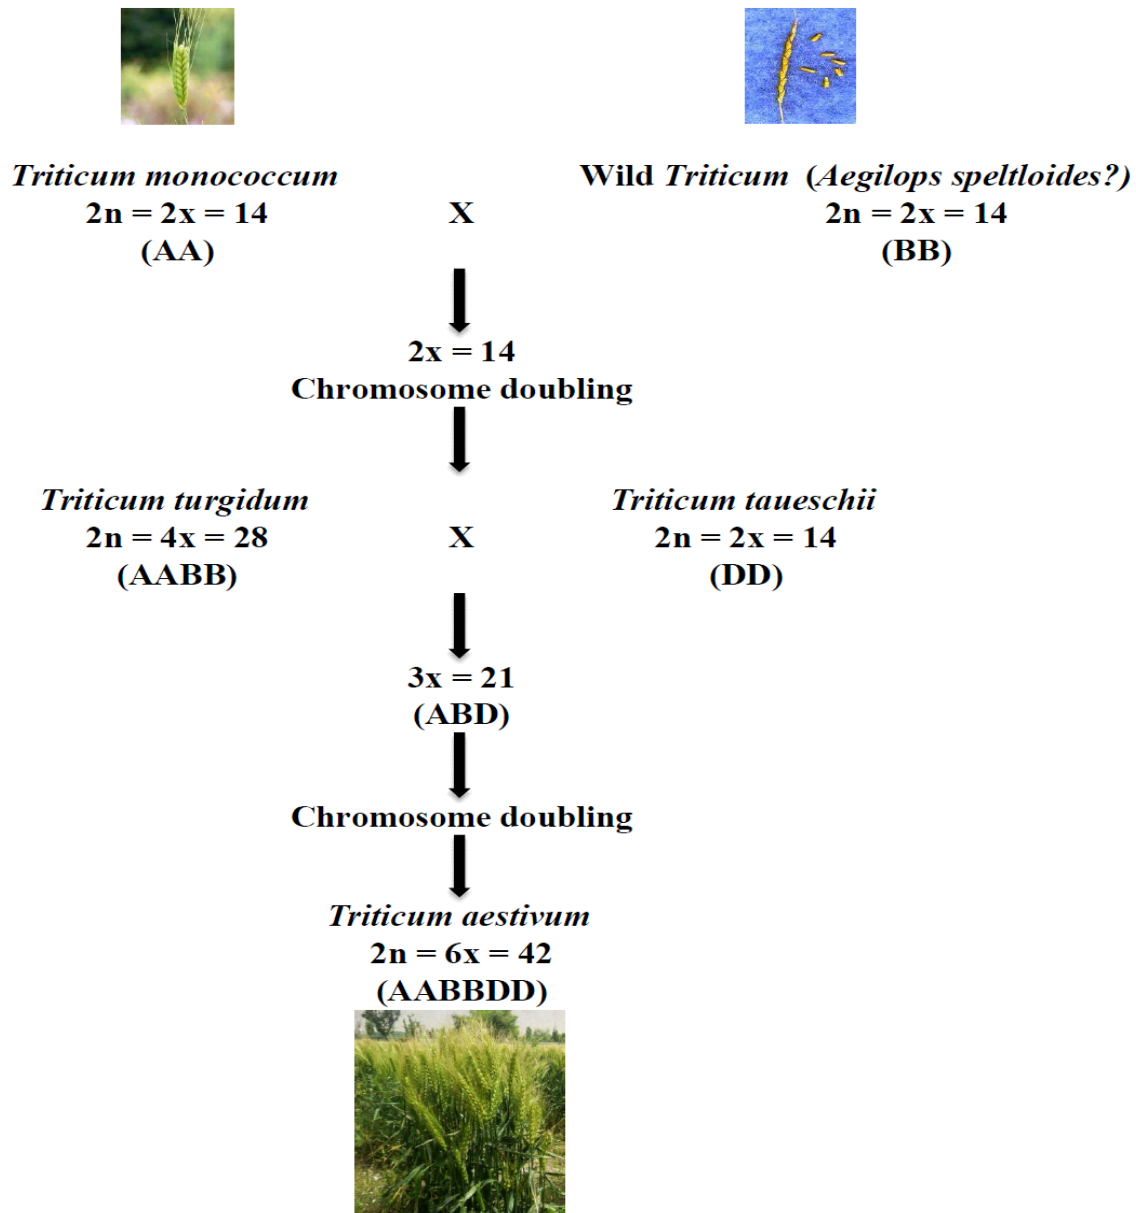 Triticum monococcum
2n = 2x = 14
(AA)
X
Wild Triticum (Aegilops speltloides?)
2n = 2x = 14
(BB)
2x = 14
Chromosome doubling
Triticum turgidum
2n = 4x = 28
(AABB)
X
Triticum taueschii
2n = 2x = 14
(DD)
3x = 21
(ABD)
Chromosome doubling
Triticum aestivum
2n = 6x = 42
(AABBDD)